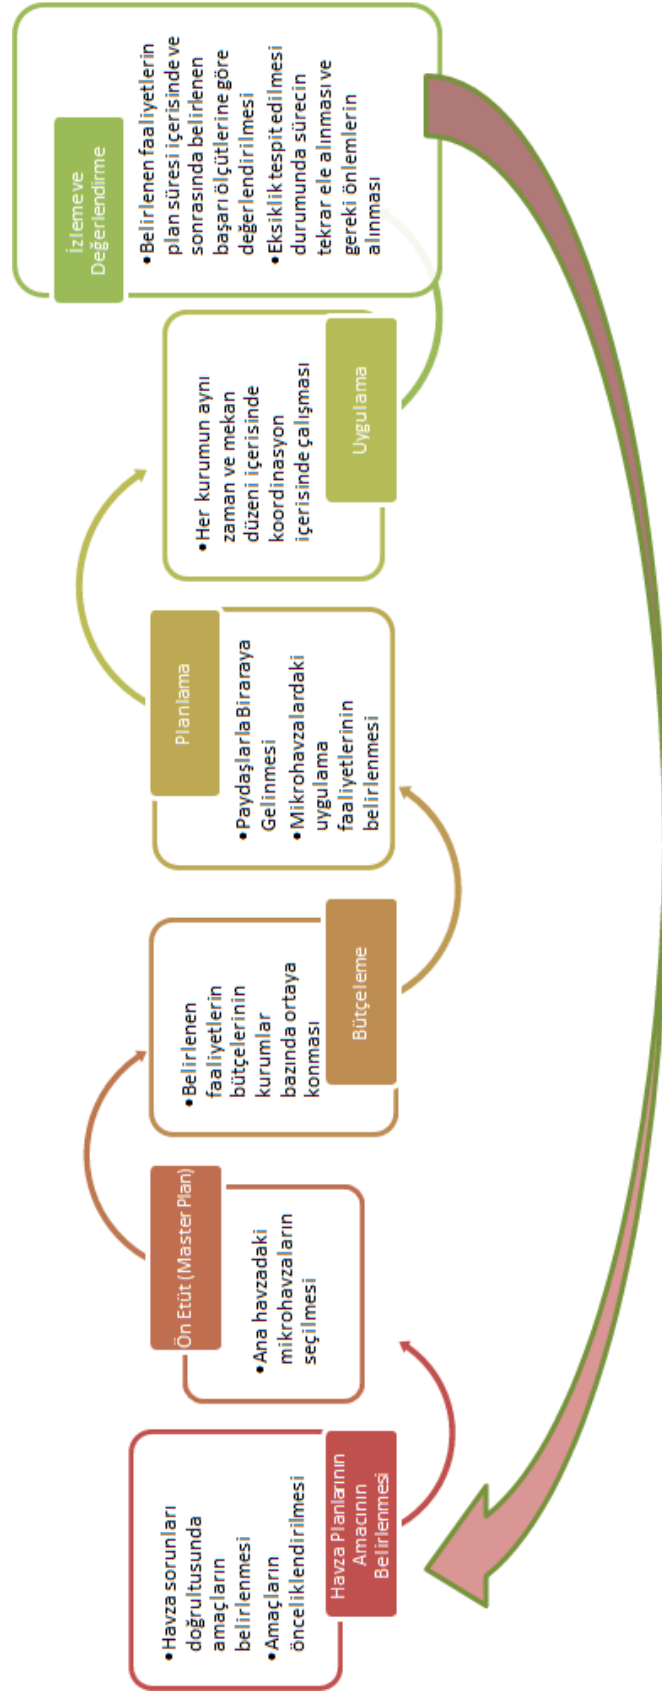 •Havza sorunları
doğrultusunda
amaçların
belirlenmesi
•Amaçların
önceliklendirilmesi
Havza Planlarının
Amacının
Belirlenmesi
Ön Etüt (Master Plan)
•Ana havzadaki
mikrohavzaların
seçilmesi
•Belirlenen
faaliyetlerin
bütçelerinin
kurumlar
bazında ortaya
konması
Bütçeleme
Planlama
•Paydaşlarla Biraraya
Gelinmesi
•Mikrohavzalardaki
uygulama
faaliyetlerinin
belirlenmesi
•Her kurumun aynı
zaman ve mekan
düzeni içerisinde
koordinasyon
içerisinde çalışması
Uygulama
İzleme ve
Değerlendirme
•Belirlenen faaliyetlerin
plan süresi içerisinde ve
sonrasında belirlenen
başarı ölçütlerine göre
değerlendirilmesi
•Eksiklik tespit edilmesi
durumunda sürecin
tekrar ele alınması ve
gereki önlemlerin
alınması